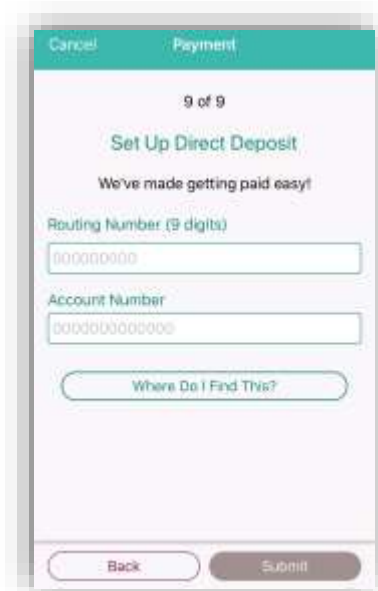 Cancel Payment
9 of 9
Set Up Direct Deposit
We've made getting paid easy!
Routing Number (9 digits)
000000000
Account Number
0000000000000
Where Do I Find This?
Back Submit